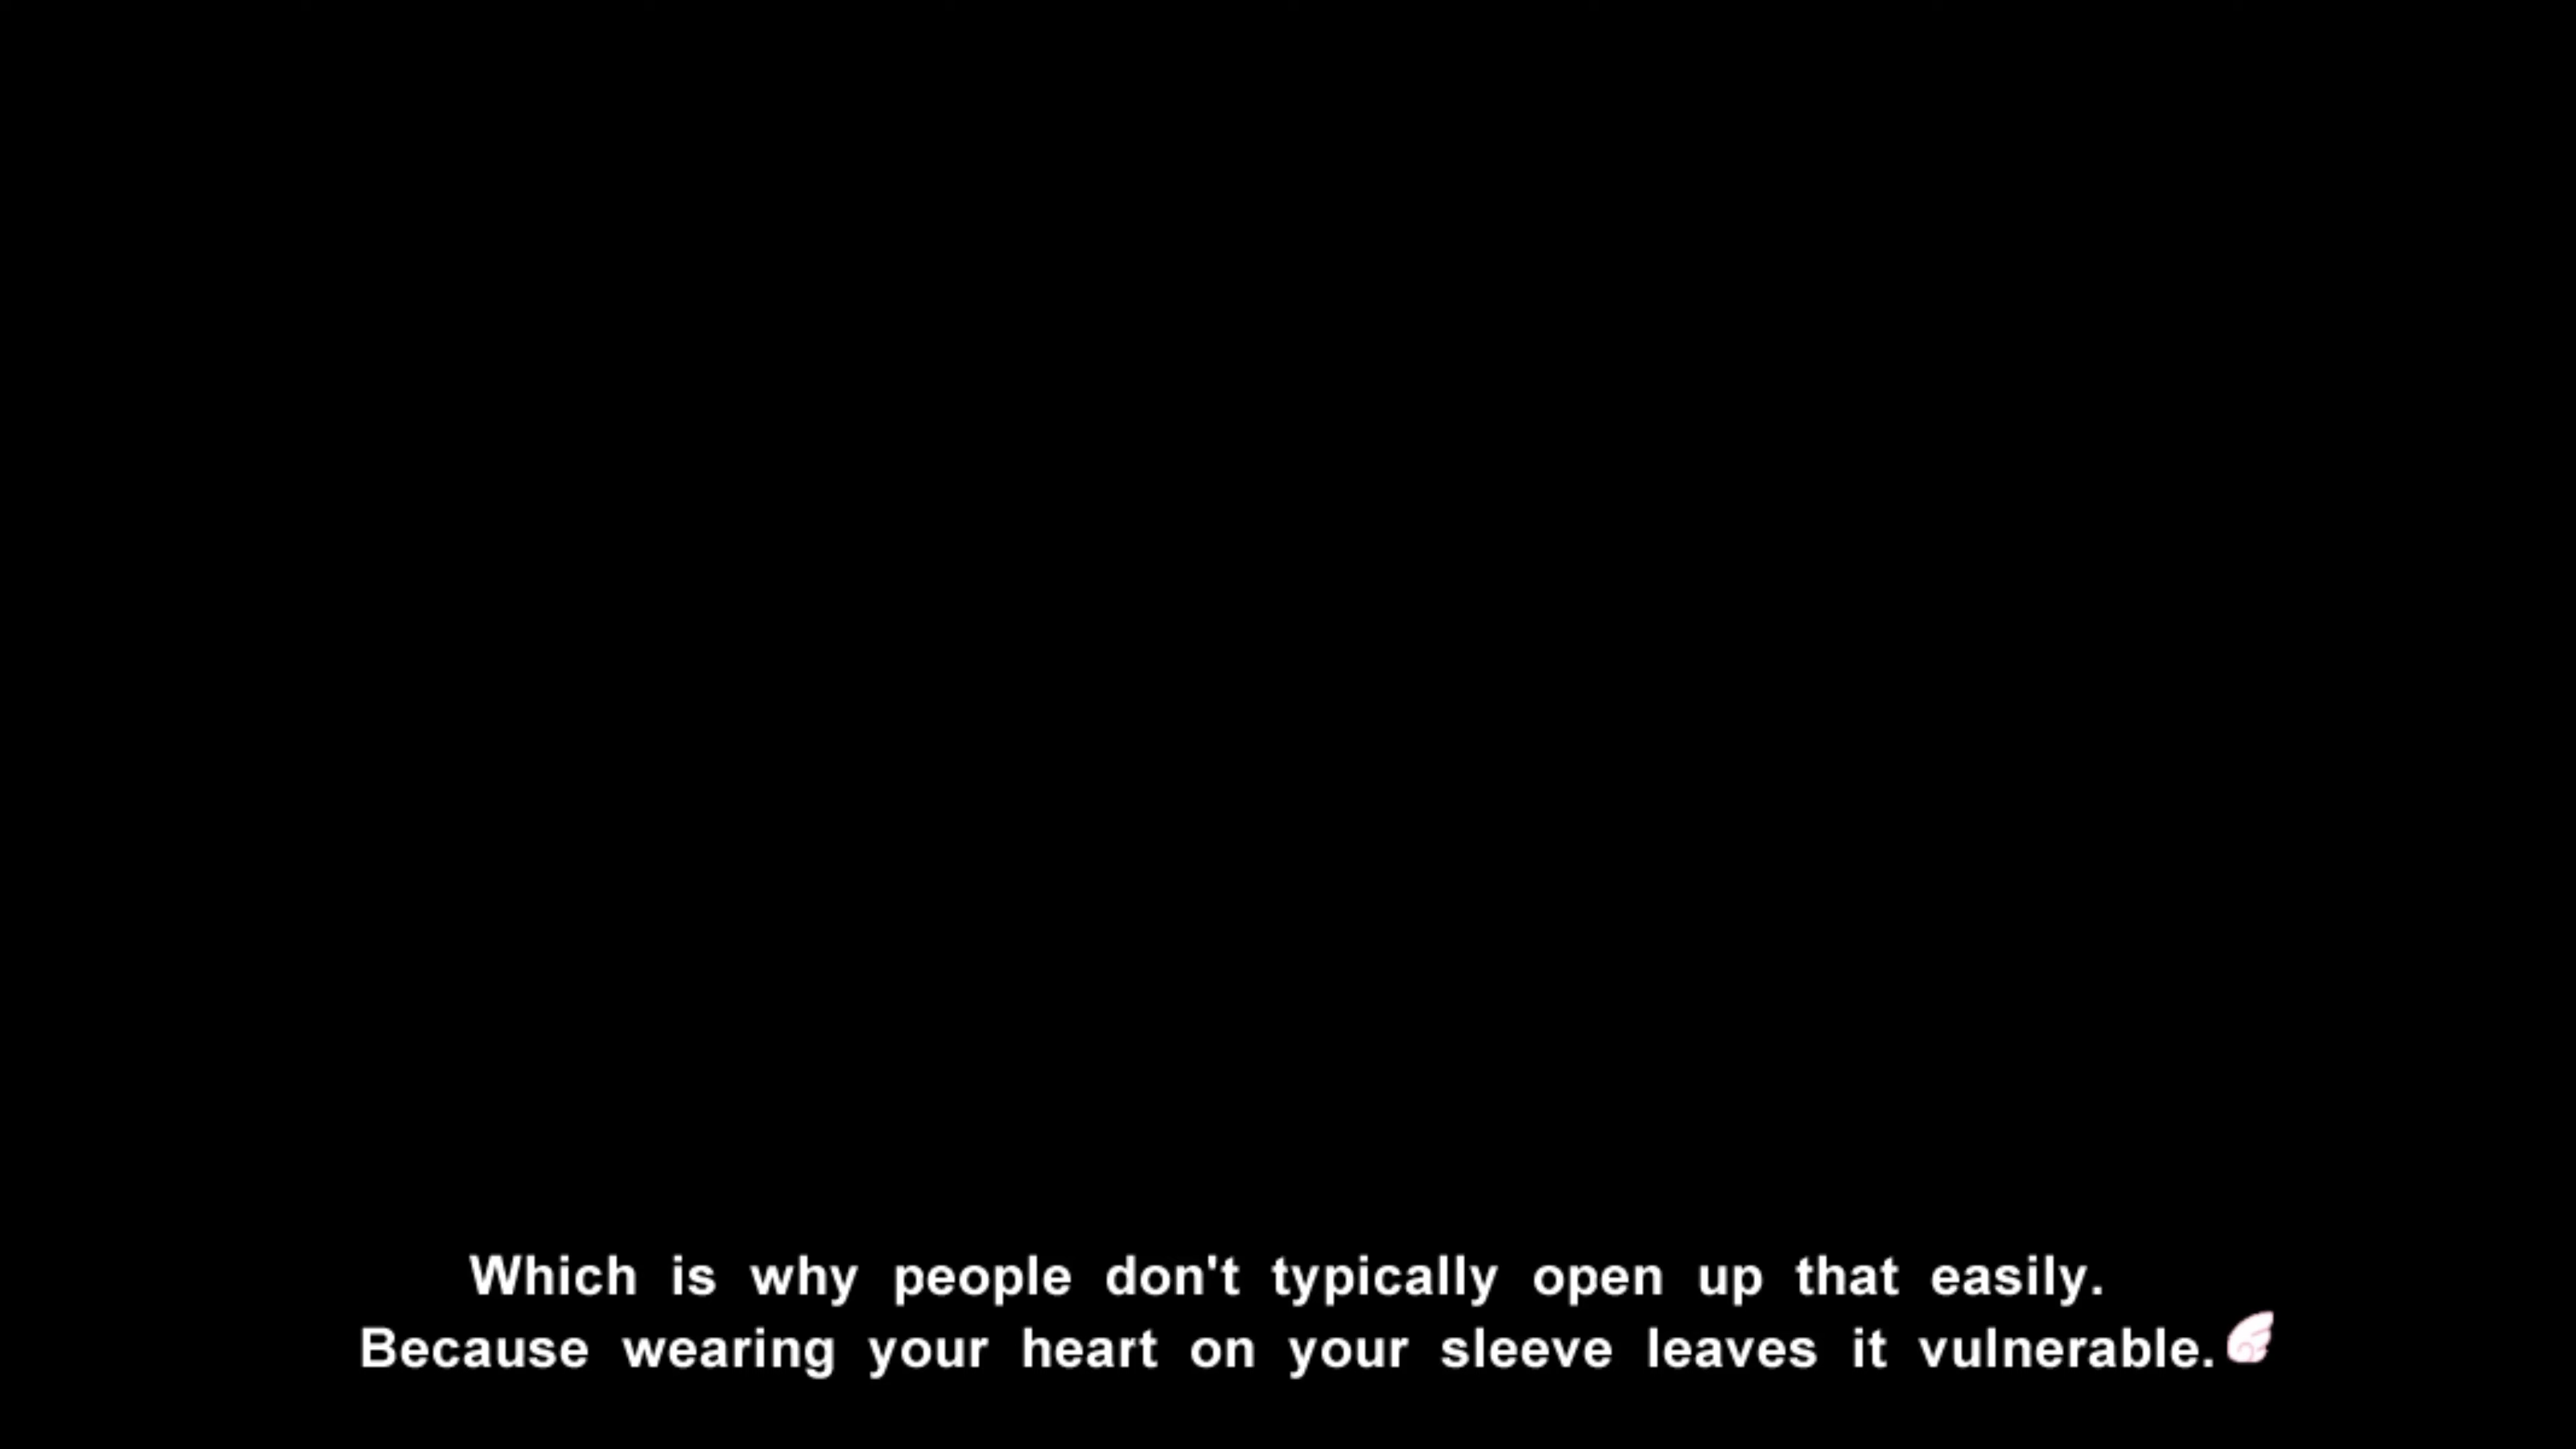 Which is why people don't typically open up that easily.
Because wearing your heart on your sleeve leaves it vulnerable.